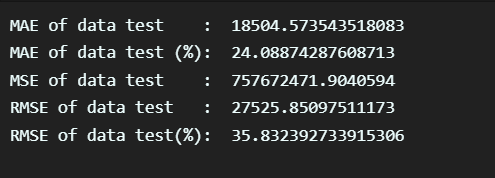 MAE of data test    :  18504.573543518083
MAE of data test (%):  24.08874287608713
MSE of data test    :  757672471.9040594
RMSE of data test   :  27525.85097511173
RMSE of data test(%):  35.832392733915306